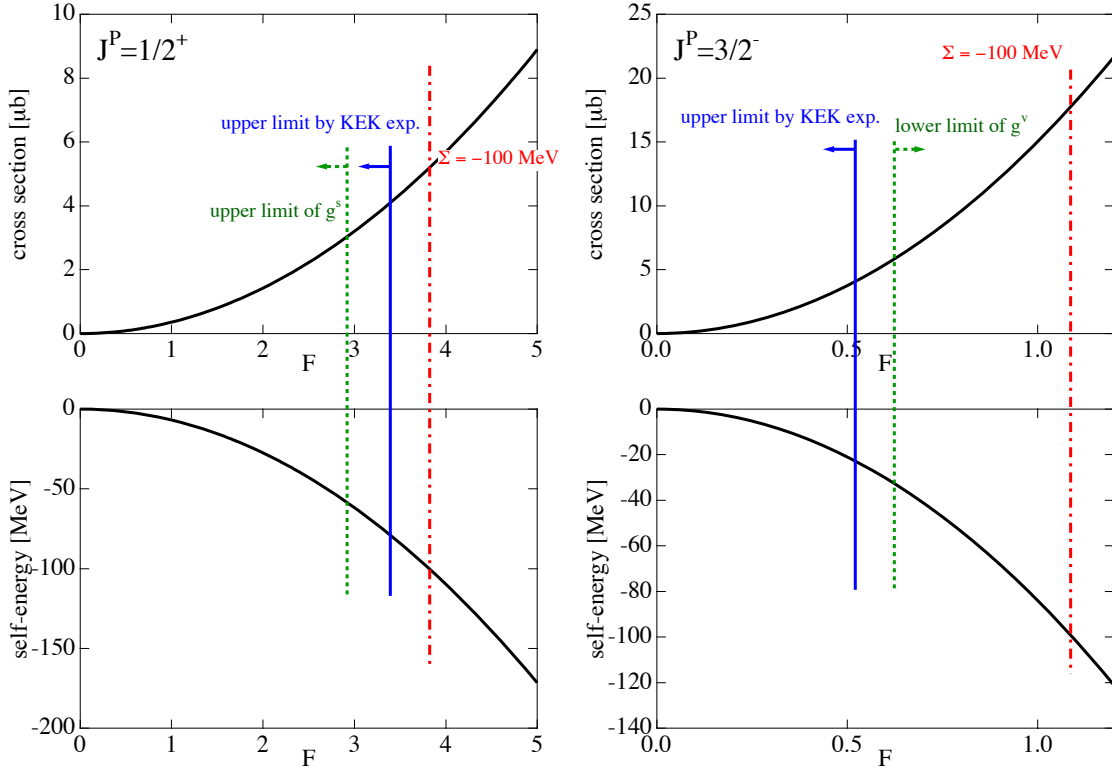 J^P=1/2^+
cross section [μb]
10
8
6
4
2
0
upper limit by KEK exp.
Σ = −100 MeV
upper limit of g^s
0 1 2 3 4 5
F
J^P=3/2^-
cross section [μb]
25
20
15
10
5
0
Σ = −100 MeV
upper limit by KEK exp.
lower limit of g^v
0.0 0.5 1.0
F
self-energy [MeV]
0
-50
-100
-150
-200
0 1 2 3 4 5
F
self-energy [MeV]
0
-20
-40
-60
-80
-100
-120
-140
0.0 0.5 1.0
F